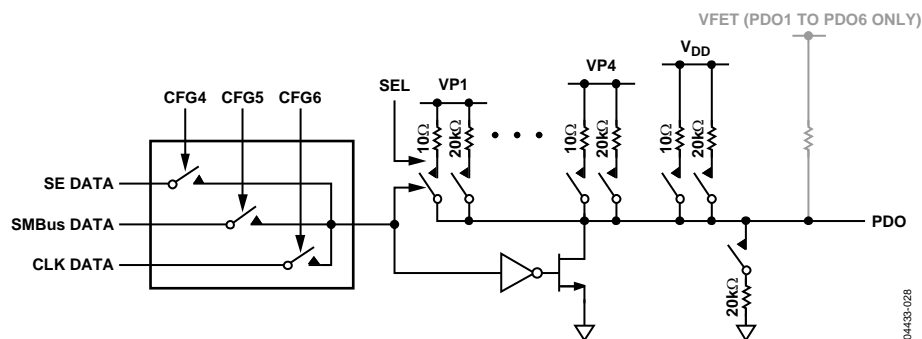 VFET (PDO1 TO PDO6 ONLY)
VDD
VP4
VP1
SEL
CFG4 CFG5 CFG6
10Ω
20kΩ
10Ω
20kΩ
10Ω
20kΩ
SE DATA
SMBus DATA
CLK DATA
PDO
20kΩ
04433-028